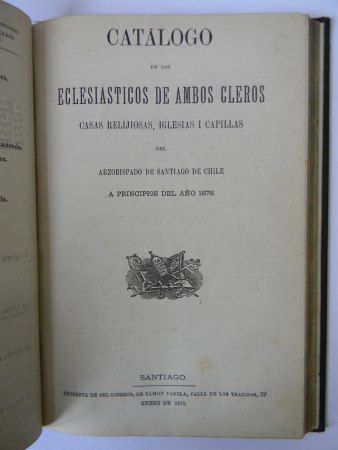 CATÁLOGO
DE LOS
ECLESIASTICOS DE AMBOS CLEROS
CASAS RELIJIOSAS, IGLESIAS I CAPILLAS
DEL
ARZOBISPADO DE SANTIAGO DE CHILE
A PRINCIPIOS DEL AÑO 1878.
SANTIAGO.
IMPRENTA DE «EL CORREO», DE RAMON VARELA, CALLE DE LOS TEATINOS, 39
ENERO DE 1878.